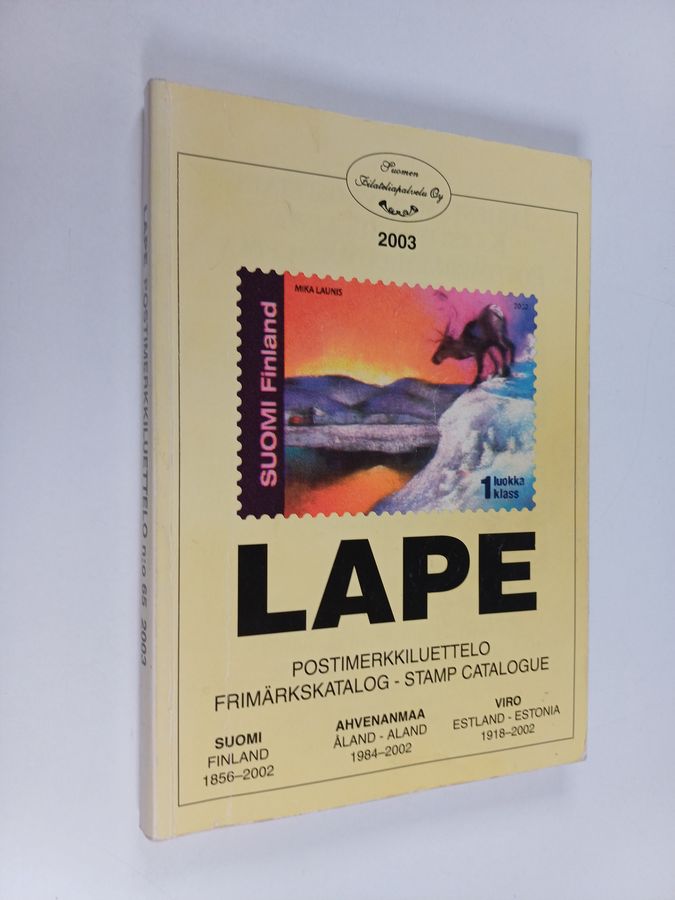 LAPE POSTIMERKKILUETTELO n:o 65 2003
Suomen
Filateliapalvelu Oy
2003
MIKA LAUNIS
2002
SUOMI Finland
1 luokka
klass
LAPE
POSTIMERKKILUETTELO
FRIMÄRKSKATALOG - STAMP CATALOGUE
SUOMI
FINLAND
1856–2002
AHVENANMAA
ÅLAND - ALAND
1984–2002
VIRO
ESTLAND - ESTONIA
1918–2002